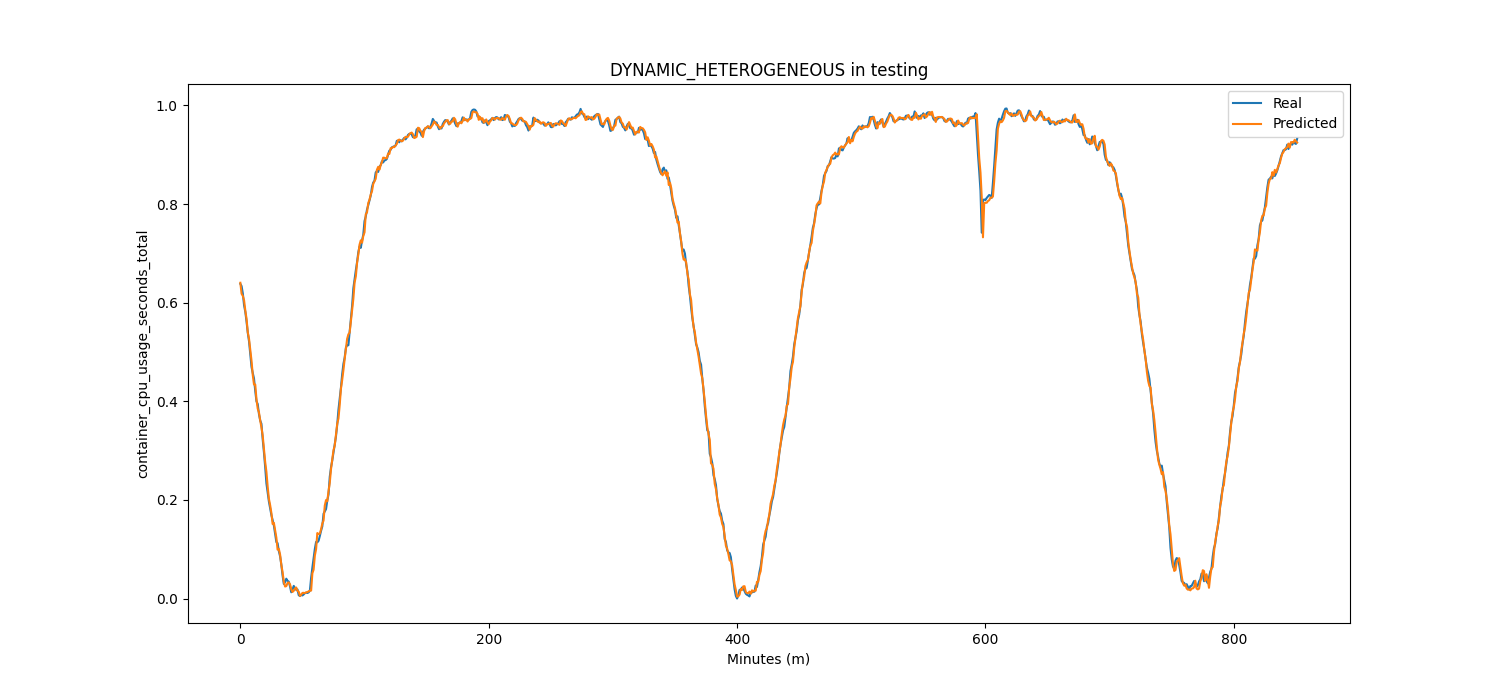 DYNAMIC_HETEROGENEOUS in testing
Real
Predicted
container_cpu_usage_seconds_total
1.0
0.8
0.6
0.4
0.2
0.0
0
200
400
600
800
Minutes (m)